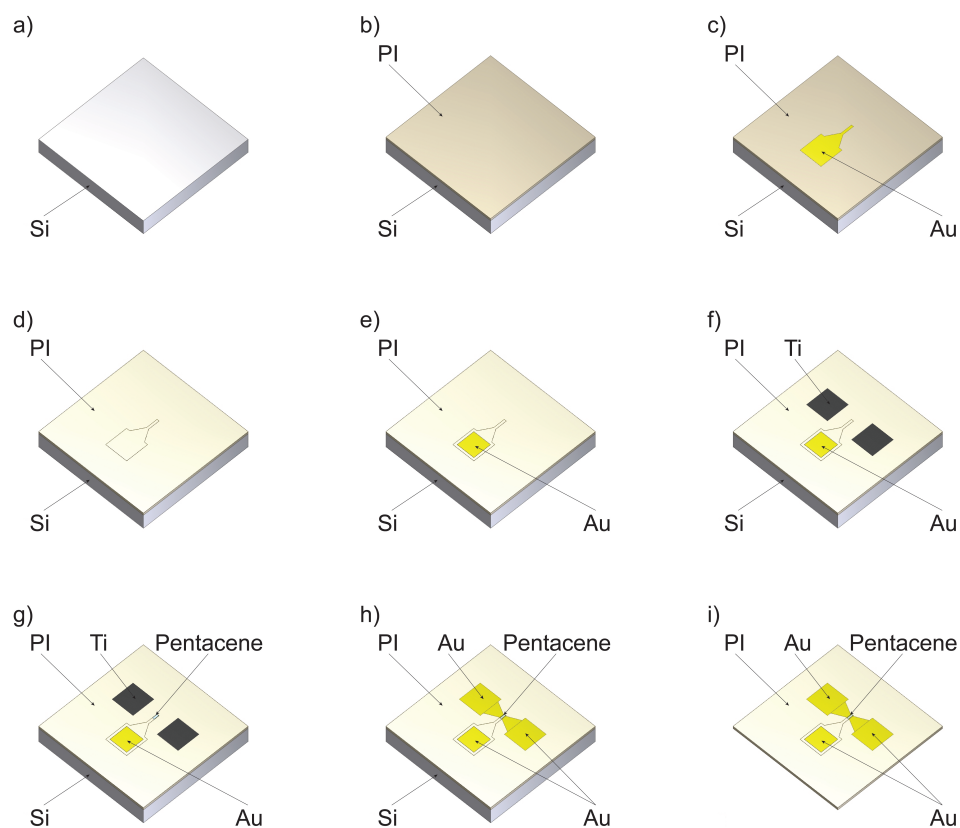 a)
b)
c)
PI
PI
Si
Si
Si
Au
d)
e)
f)
PI
PI
PI
Ti
Si
Si
Au
Si
Au
g)
h)
i)
PI
Ti
Pentacene
PI
Au
Pentacene
PI
Au
Pentacene
Si
Au
Si
Au
Au